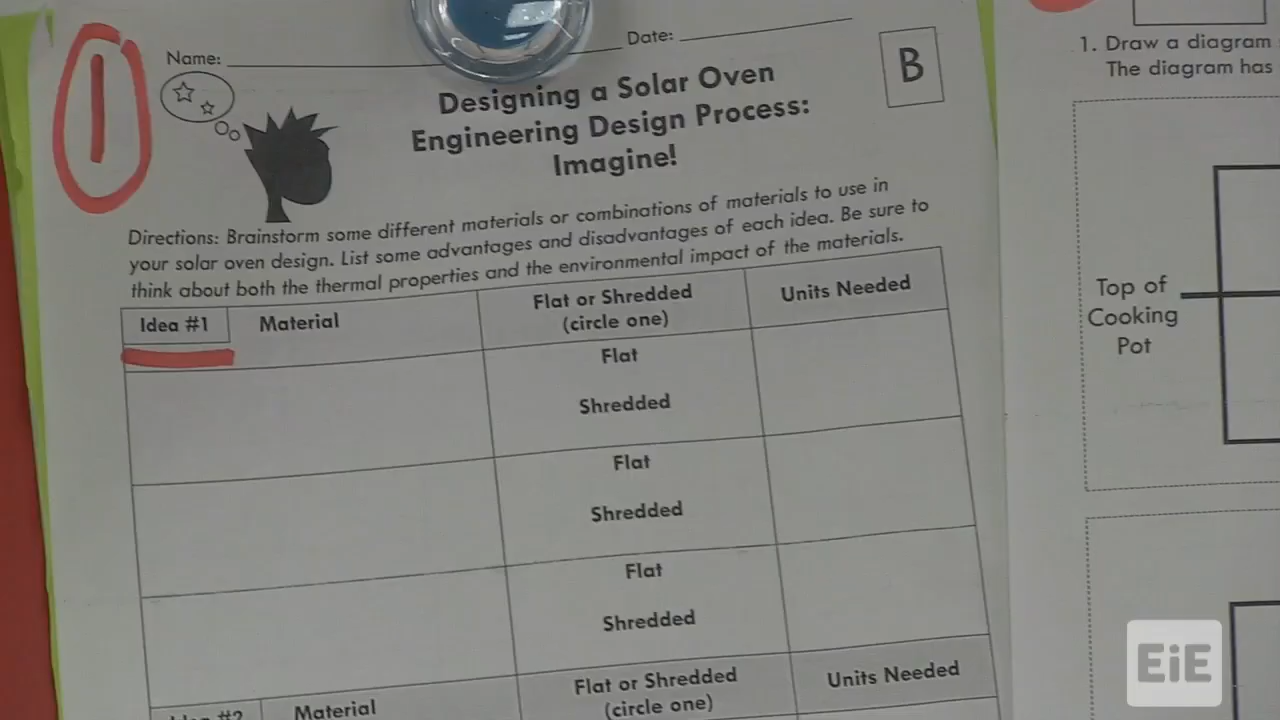 1
Name:
Date:
B
Designing a Solar Oven
Engineering Design Process:
Imagine!
Directions: Brainstorm some different materials or combinations of materials to use in
your solar oven design. List some advantages and disadvantages of each idea. Be sure to
think about both the thermal properties and the environmental impact of the materials.
Idea #1
Material
Flat or Shredded
(circle one)
Units Needed
Flat
Shredded
Flat
Shredded
Flat
Shredded
Idea #2
Material
Flat or Shredded
(circle one)
Units Needed
1. Draw a diagram
The diagram has
Top of
Cooking
Pot
EiE